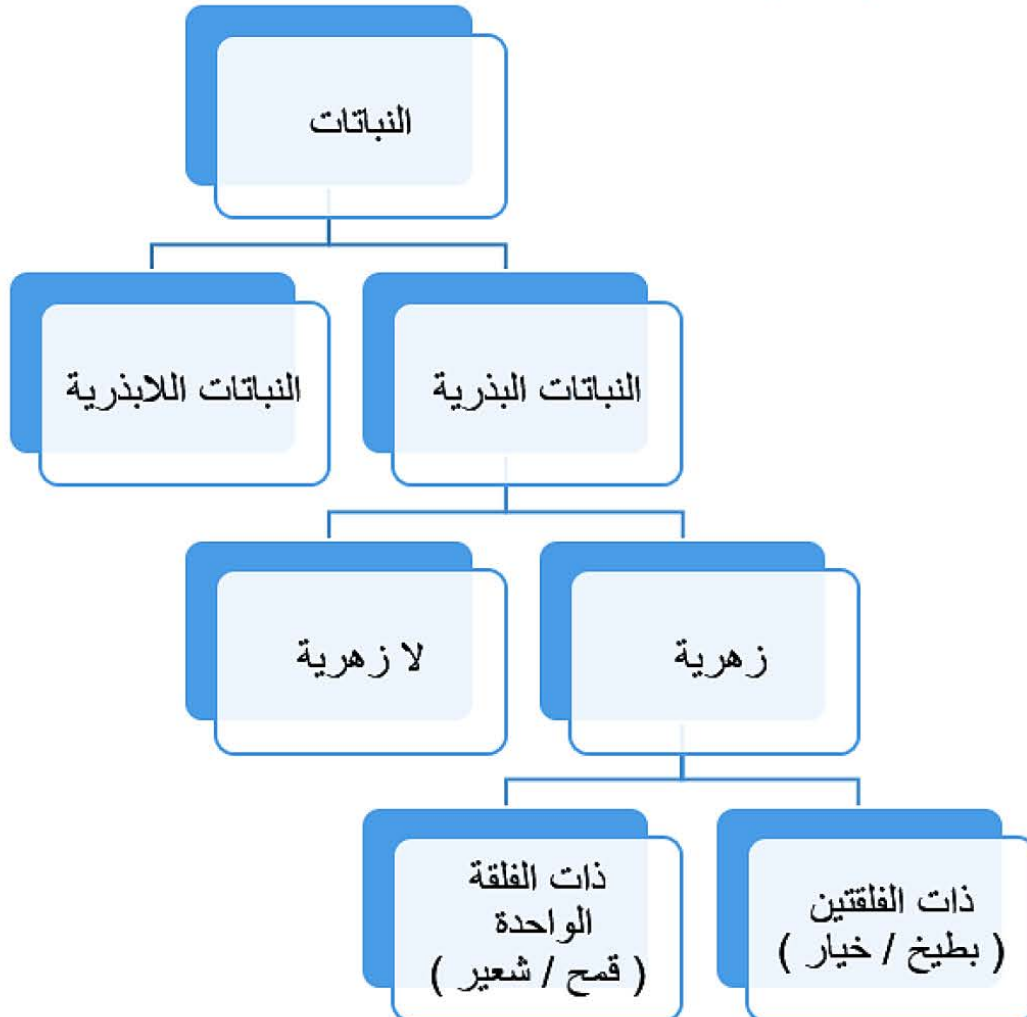 النباتات
النباتات البذرية
النباتات اللابذرية
زهرية
لا زهرية
ذات الفلقتين
( بطيخ / خيار )
ذات الفلقة
الواحدة
( قمح / شعير )